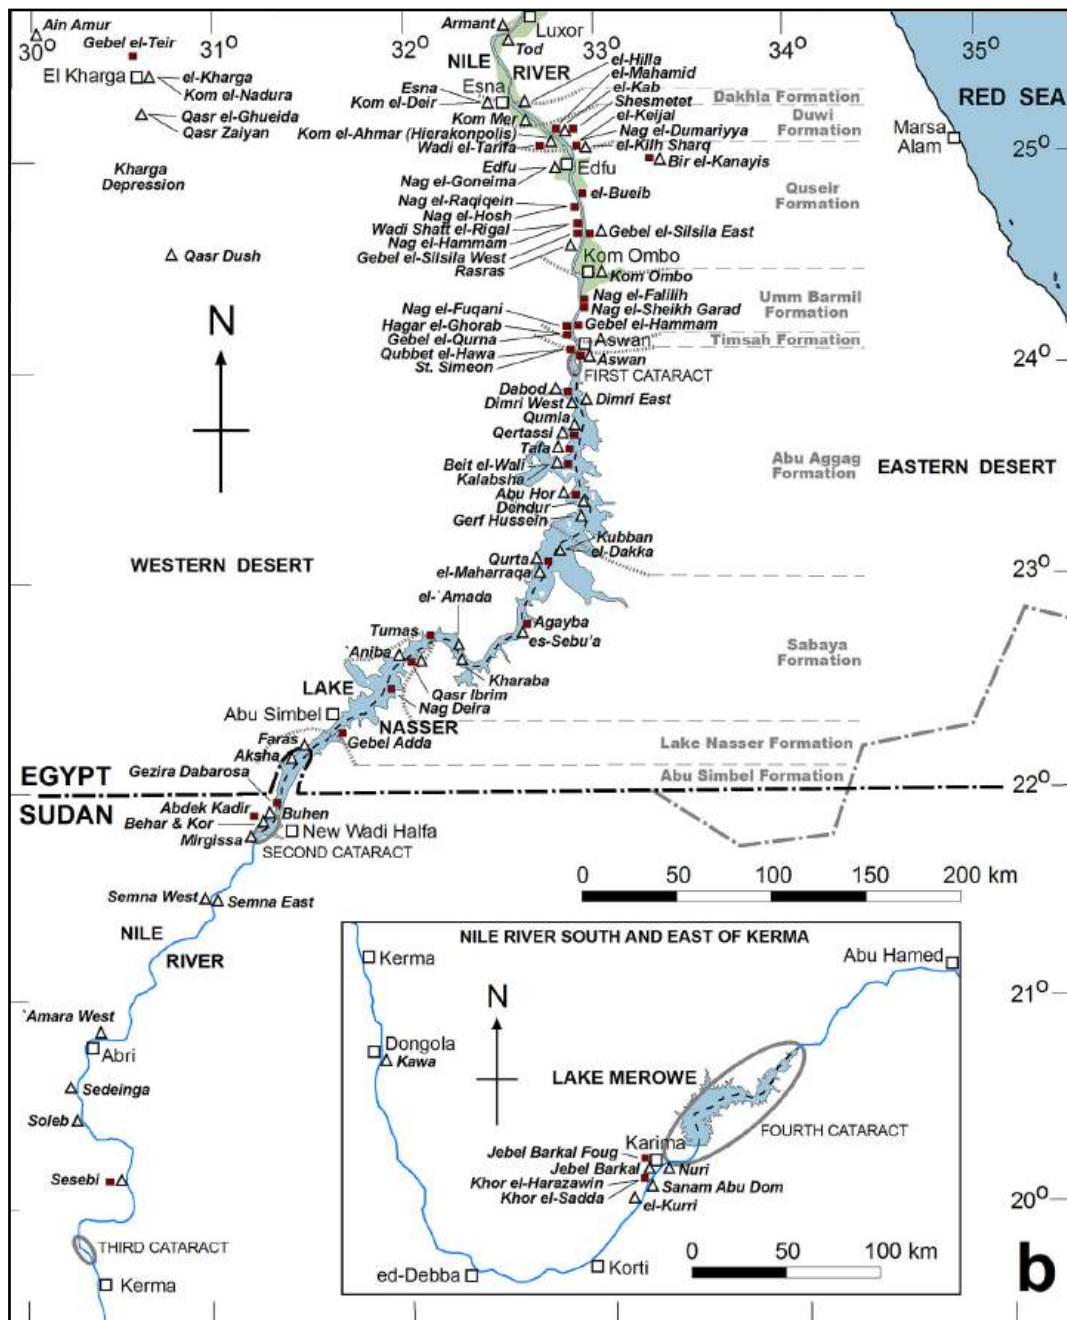 30°
31°
32°
33°
34°
35°
Ain Amur
Gebel el-Teir
El Kharga
el-Kharga
Kom el-Nadura
Qasr el-Ghueida
Qasr Zaiyan
Kharga
Depression
Qasr Dush
Armant
Luxor
Tod
NILE
RIVER
Esna
Esna
Kom el-Deir
el-Hilla
el-Mahamid
el-Kab
Shesmetet
el-Keijal
Kom Mer
Kom el-Ahmar (Hierakonpolis)
Nag el-Dumariyya
Wadi el-Tarifa
el-Kilh Sharq
Bir el-Kanayis
Edfu
Edfu
Nag el-Goneima
el-Bueib
Nag el-Raqiqein
Nag el-Hosh
Wadi Shatt el-Rigal
Nag el-Hammam
Gebel el-Silsila East
Gebel el-Silsila West
Rasras
Kom Ombo
Kom Ombo
Nag el-Falilih
Nag el-Sheikh Garad
Nag el-Fuqani
Hagar el-Ghorab
Gebel el-Hammam
Gebel el-Qurna
Aswan
Qubbet el-Hawa
Aswan
St. Simeon
FIRST CATARACT
Dakhla Formation
Duwi
Formation
Quseir
Formation
Umm Barmil
Formation
Timsah Formation
Abu Aggag
Formation
Sabaya
Formation
Lake Nasser Formation
Abu Simbel Formation
RED SEA
Marsa
Alam
25°
24°
23°
22°
21°
20°
N
EASTERN DESERT
WESTERN DESERT
Dabod
Dimri West
Dimri East
Qumla
Qertassi
Tafa
Beit el-Wali
Kalabsha
Abu Hor
Dendur
Gerf Hussein
Kubban
el-Dakka
Qurta
el-Maharraqa
el-`Amada
Agayba
es-Sebu'a
Tumas
`Aniba
Kharaba
Qasr Ibrim
Nag Deira
LAKE
NASSER
Abu Simbel
Gebel Adda
Faras
Aksha
Gezira Dabarosa
EGYPT
SUDAN
Abdek Kadir
Buhen
Behar & Kor
New Wadi Halfa
Mirgissa
SECOND CATARACT
Semna West
Semna East
NILE
RIVER
`Amara West
Abri
Sedeinga
Soleb
Sesebi
THIRD CATARACT
Kerma
0 50 100 150 200 km
NILE RIVER SOUTH AND EAST OF KERMA
Kerma
Abu Hamed
N
Dongola
Kawa
LAKE MEROWE
FOURTH CATARACT
Karima
Jebel Barkal Foug
Jebel Barkal
Nuri
Khor el-Harazawin
Sanam Abu Dom
Khor el-Sadda
el-Kurri
ed-Debba
Korti
0 50 100 km
b